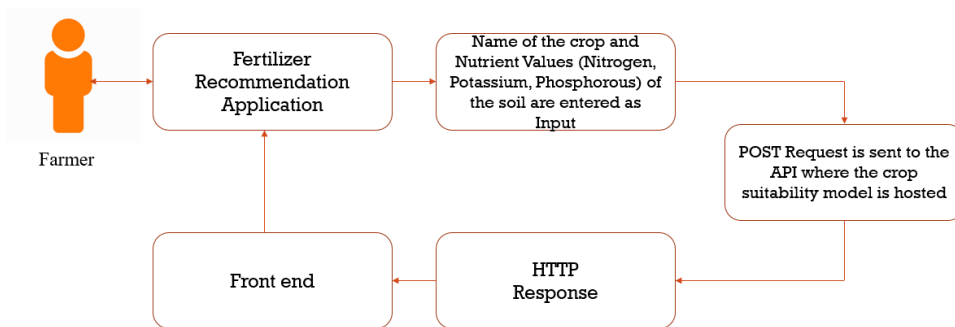 Farmer
Fertilizer
Recommendation
Application
Name of the crop and
Nutrient Values (Nitrogen,
Potassium, Phosphorous) of
the soil are entered as
Input
POST Request is sent to the
API where the crop
suitability model is hosted
HTTP
Response
Front end